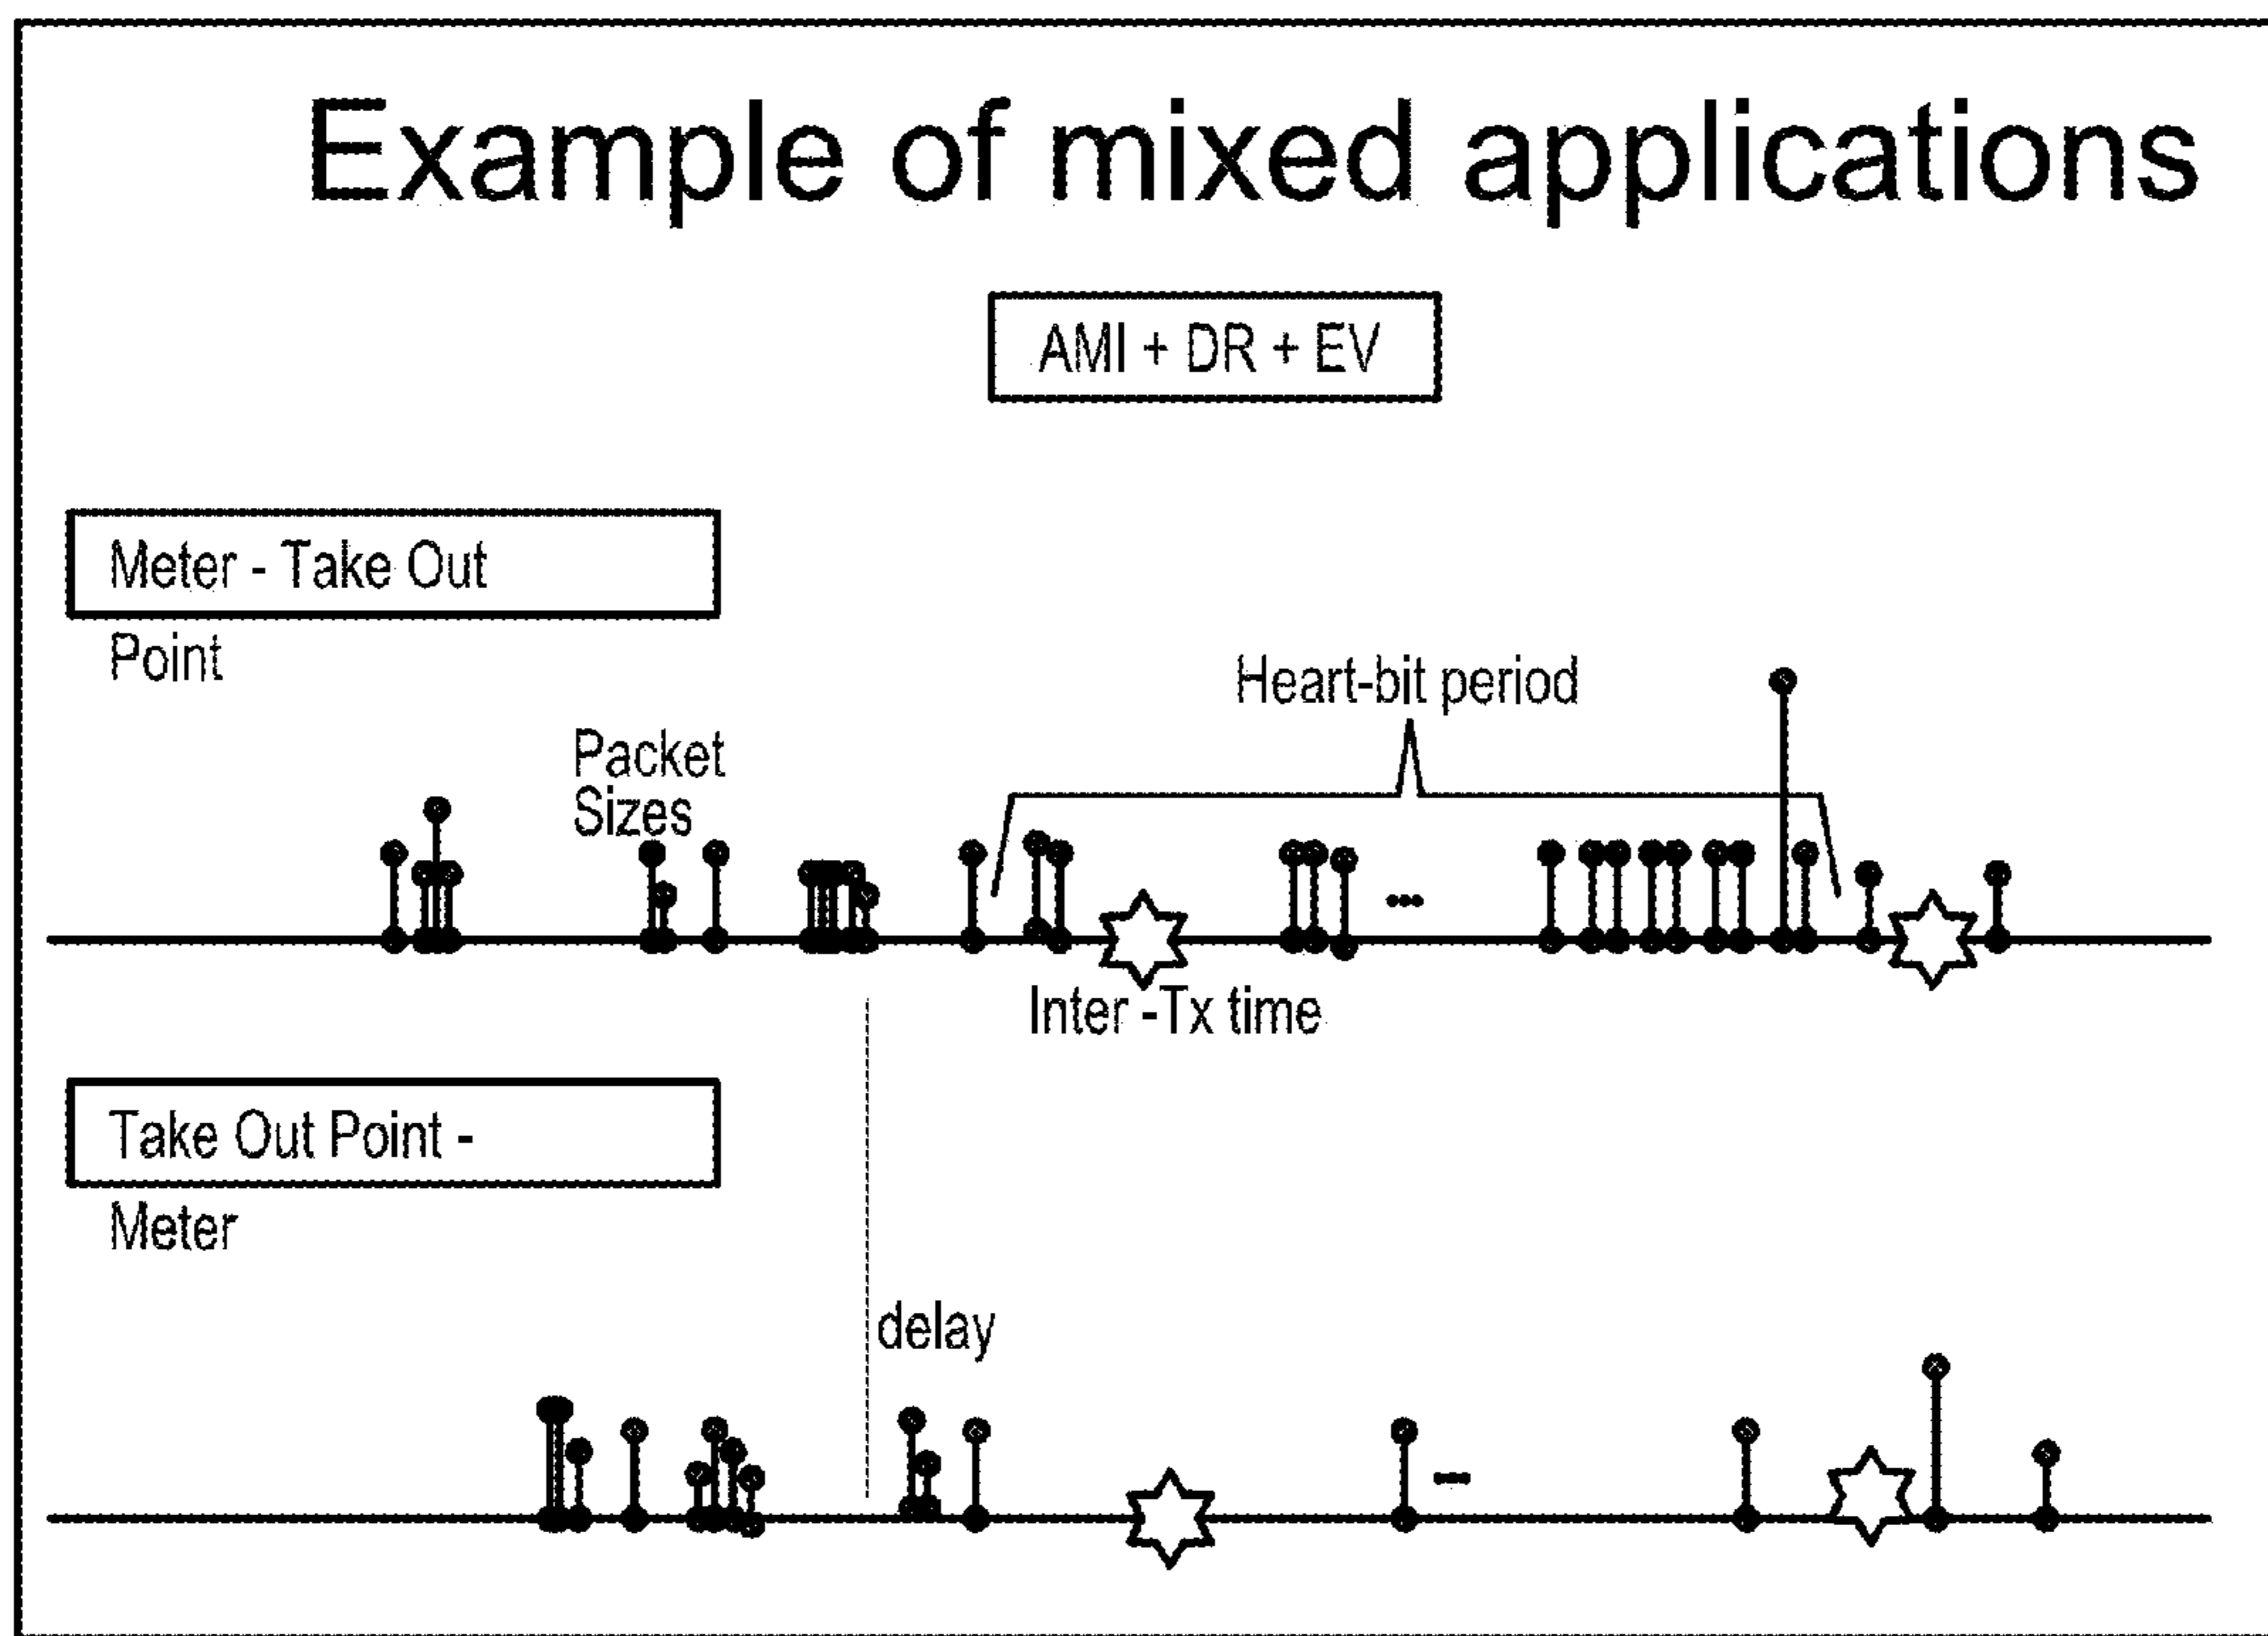 Example of mixed applications
AMI + DR + EV
Meter - Take Out
Point
Heart-bit period
Packet
Sizes
...
Inter -Tx time
Take Out Point -
Meter
delay